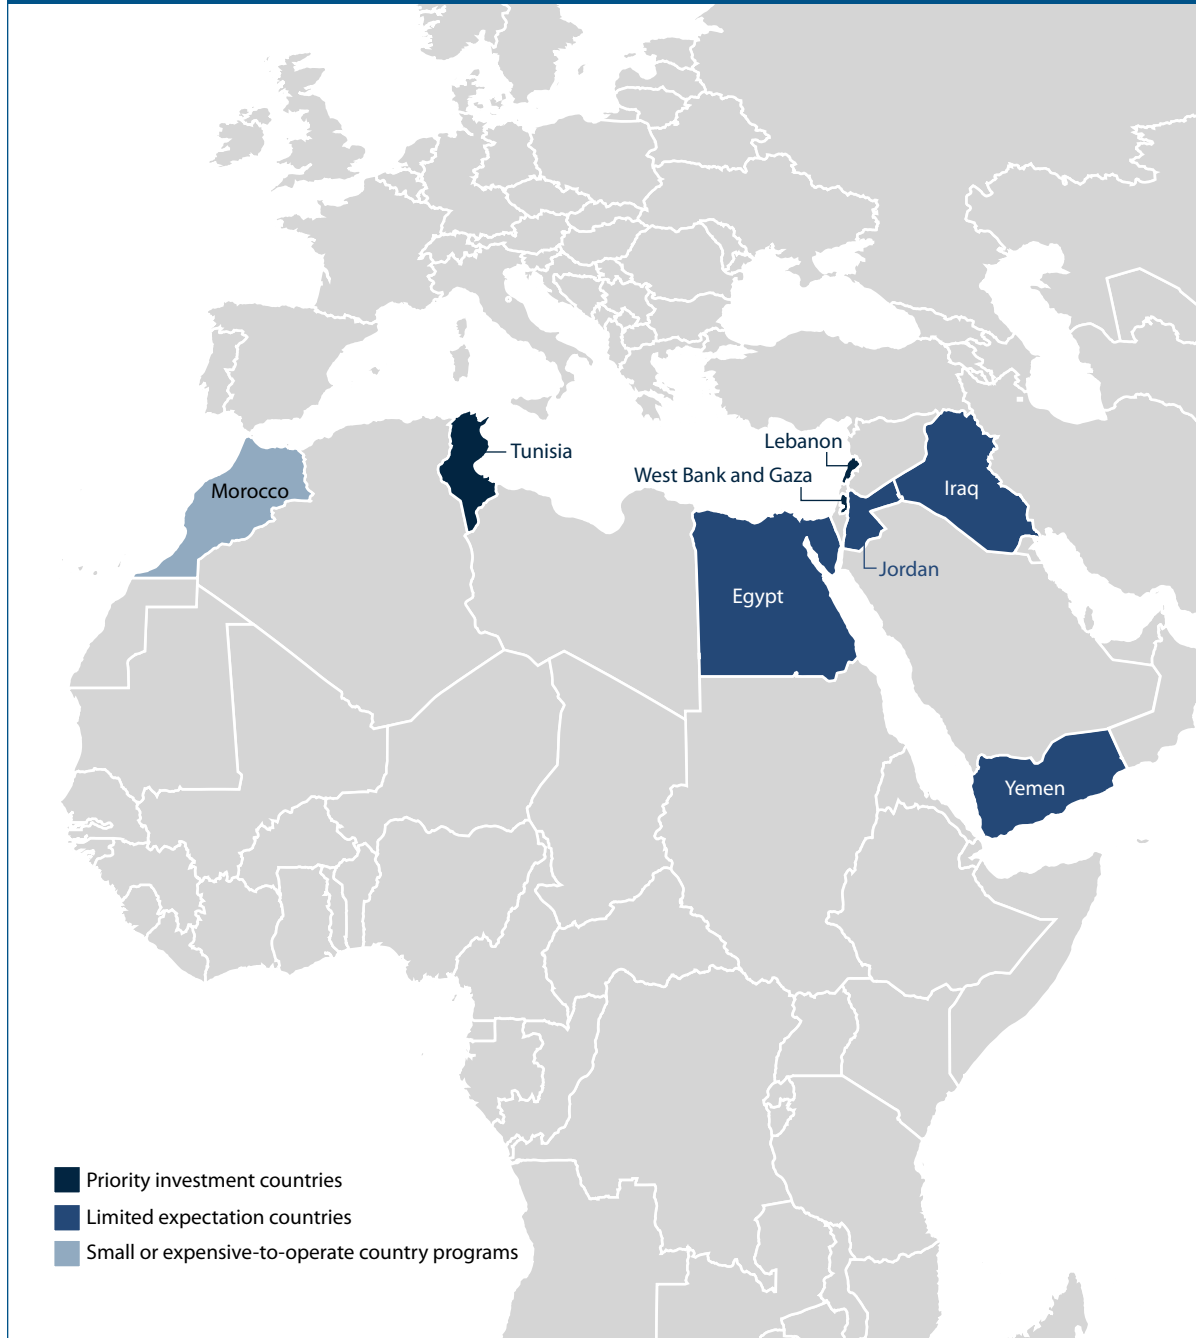 Tunisia
Lebanon
West Bank and Gaza
Morocco
Iraq
Jordan
Egypt
Yemen
Priority investment countries
Limited expectation countries
Small or expensive-to-operate country programs